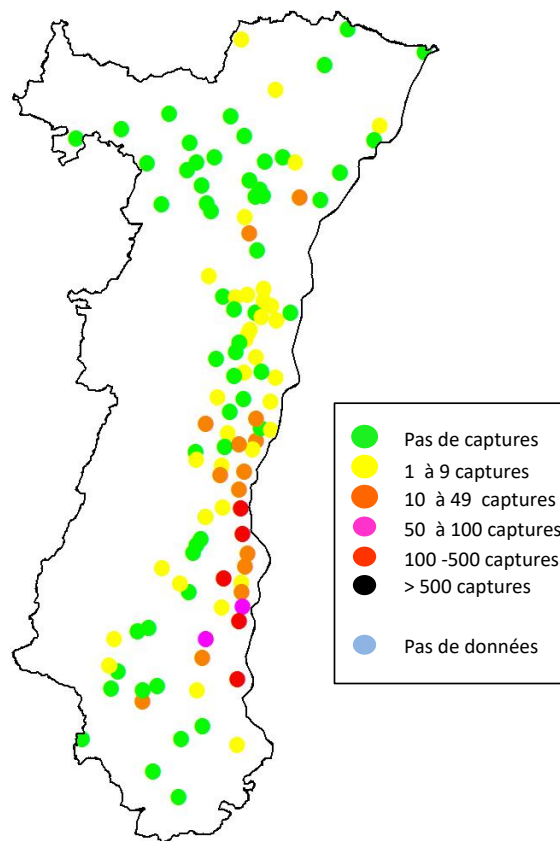 Pas de captures
1 à 9 captures
10 à 49 captures
50 à 100 captures
100 -500 captures
> 500 captures
Pas de données